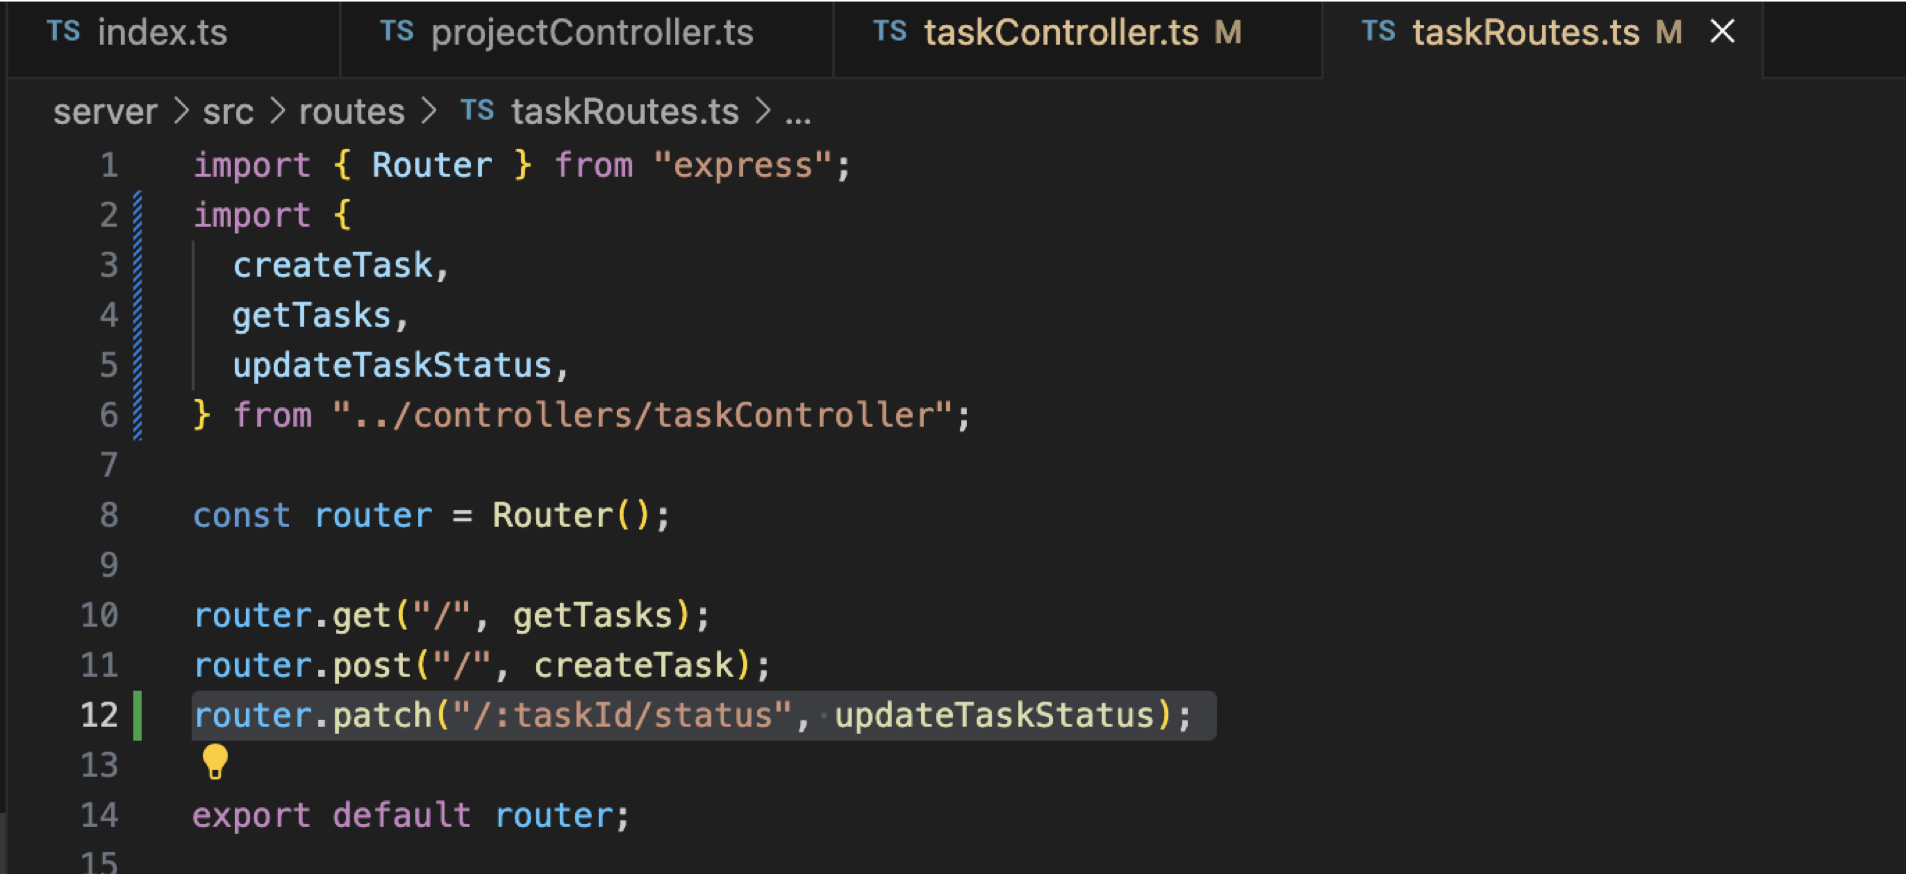 TS index.ts TS projectController.ts TS taskController.ts M TS taskRoutes.ts M
server > src > routes > TS taskRoutes.ts > ...
1 import { Router } from "express";
2 import {
3 createTask,
4 getTasks,
5 updateTaskStatus,
6 } from "../controllers/taskController";
7
8 const router = Router();
9
10 router.get("/", getTasks);
11 router.post("/", createTask);
12 router.patch("/:taskId/status", updateTaskStatus);
13
14 export default router;
15